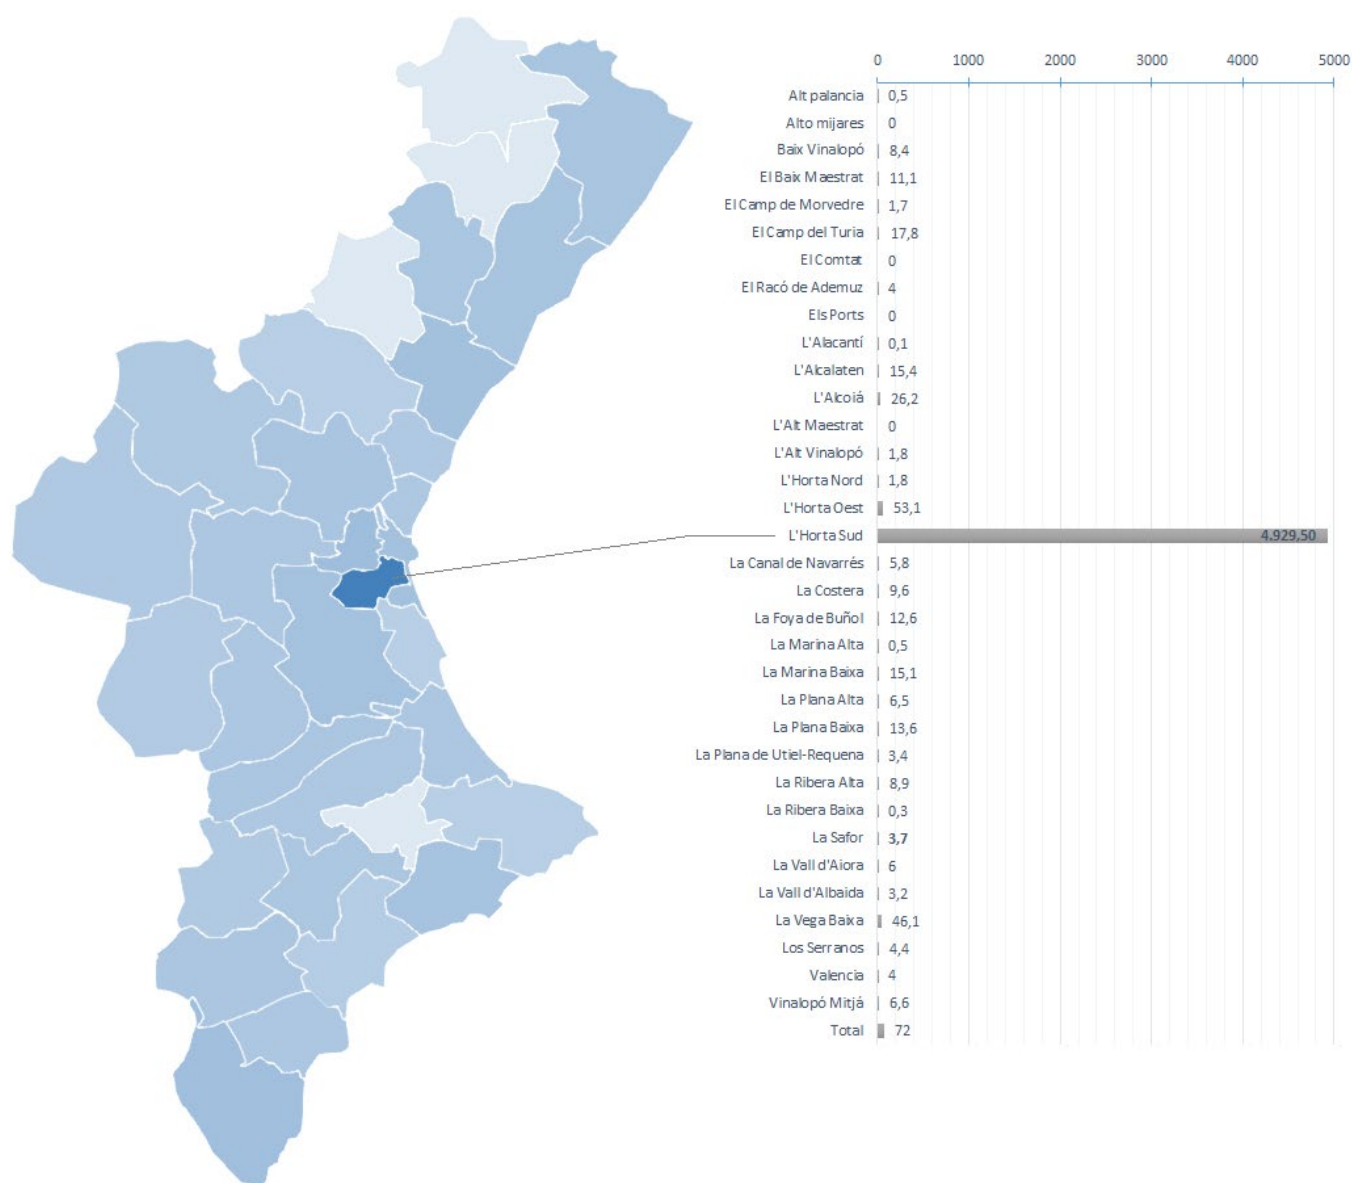 0 1000 2000 3000 4000 5000
Alt palancia 0,5
Alto mijares 0
Baix Vinalopó 8,4
El Baix Maestrat 11,1
El Camp de Morvedre 1,7
El Camp del Turia 17,8
El Comtat 0
El Racó de Ademuz 4
Els Ports 0
L'Alacantí 0,1
L'Alcalaten 15,4
L'Alcoiá 26,2
L'Alt Maestrat 0
L'Alt Vinalopó 1,8
L'Horta Nord 1,8
L'Horta Oest 53,1
L'Horta Sud 4.929,50
La Canal de Navarrés 5,8
La Costera 9,6
La Foya de Buñol 12,6
La Marina Alta 0,5
La Marina Baixa 15,1
La Plana Alta 6,5
La Plana Baixa 13,6
La Plana de Utiel-Requena 3,4
La Ribera Alta 8,9
La Ribera Baixa 0,3
La Safor 3,7
La Vall d'Aiora 6
La Vall d'Albaida 3,2
La Vega Baixa 46,1
Los Serranos 4,4
Valencia 4
Vinalopó Mitjá 6,6
Total 72